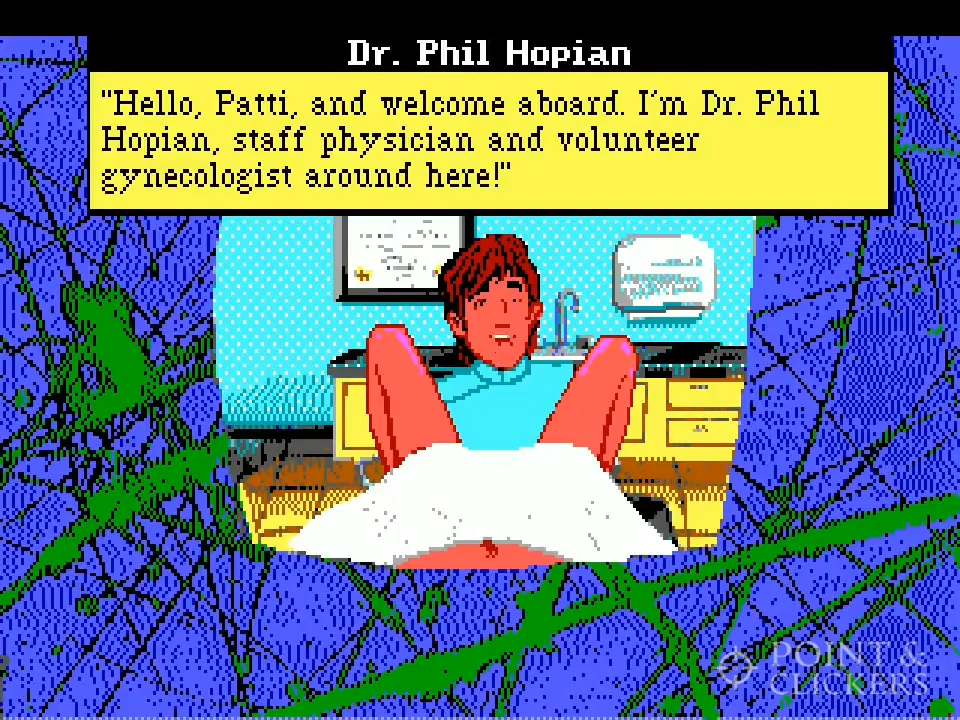 Dr. Phil Hopian
"Hello, Patti, and welcome aboard. I'm Dr. Phil
Hopian, staff physician and volunteer
gynecologist around here!"
POINT &
CLICKERS